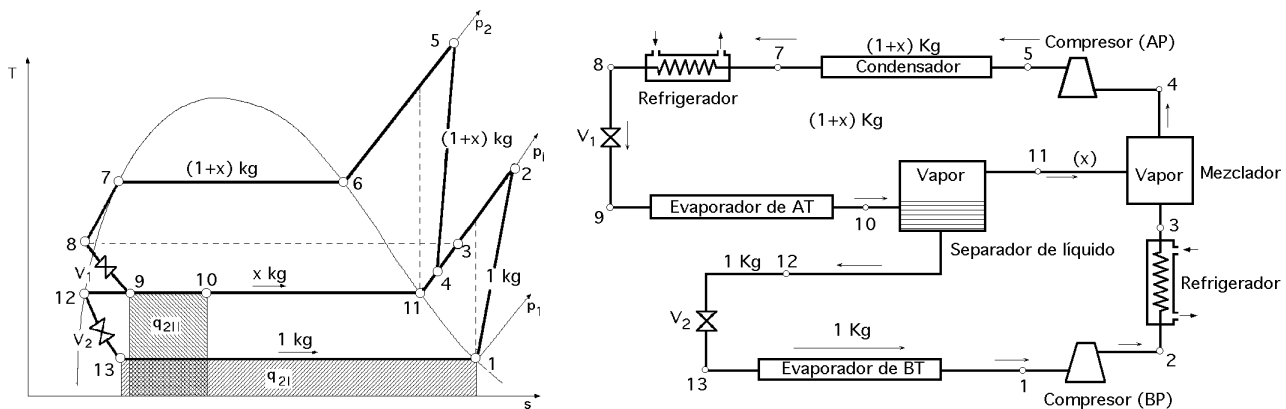 T
5
p2
(1+x) kg
pi
2
7
(1+x) kg
6
8
3
V1
4
1 kg
x kg
12
9
10
11
p1
V2
q2II
1 kg
13
1
q2I
s
(1+x) Kg
Compresor (AP)
8
7
Condensador
5
4
Refrigerador
V1
(1+x) Kg
11
(x)
Vapor
Vapor
Mezclador
9
Evaporador de AT
10
3
Separador de líquido
1 Kg
12
Refrigerador
V2
1 Kg
2
13
Evaporador de BT
1
Compresor (BP)